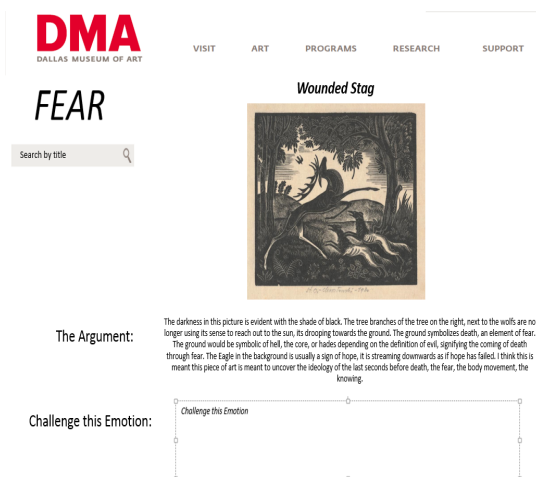 DMA
DALLAS MUSEUM OF ART
VISIT ART PROGRAMS RESEARCH SUPPORT
FEAR
Wounded Stag
Search by title
The Argument:
The darkness in this picture is evident with the shade of black. The tree branches of the tree on the right, next to the wolfs are no
longer using its sense to reach out to the sun, its drooping towards the ground. The ground symbolizes death, an element of fear.
The ground would be symbolic of hell, the core, or hades depending on the definition of evil, signifying the coming of death
through fear. The Eagle in the background is usually a sign of hope, it is streaming downwards as if hope has failed. I think this is
meant this piece of art is meant to uncover the ideology of the last seconds before death, the fear, the body movement, the
knowing.
Challenge this Emotion:
Challenge this Emotion